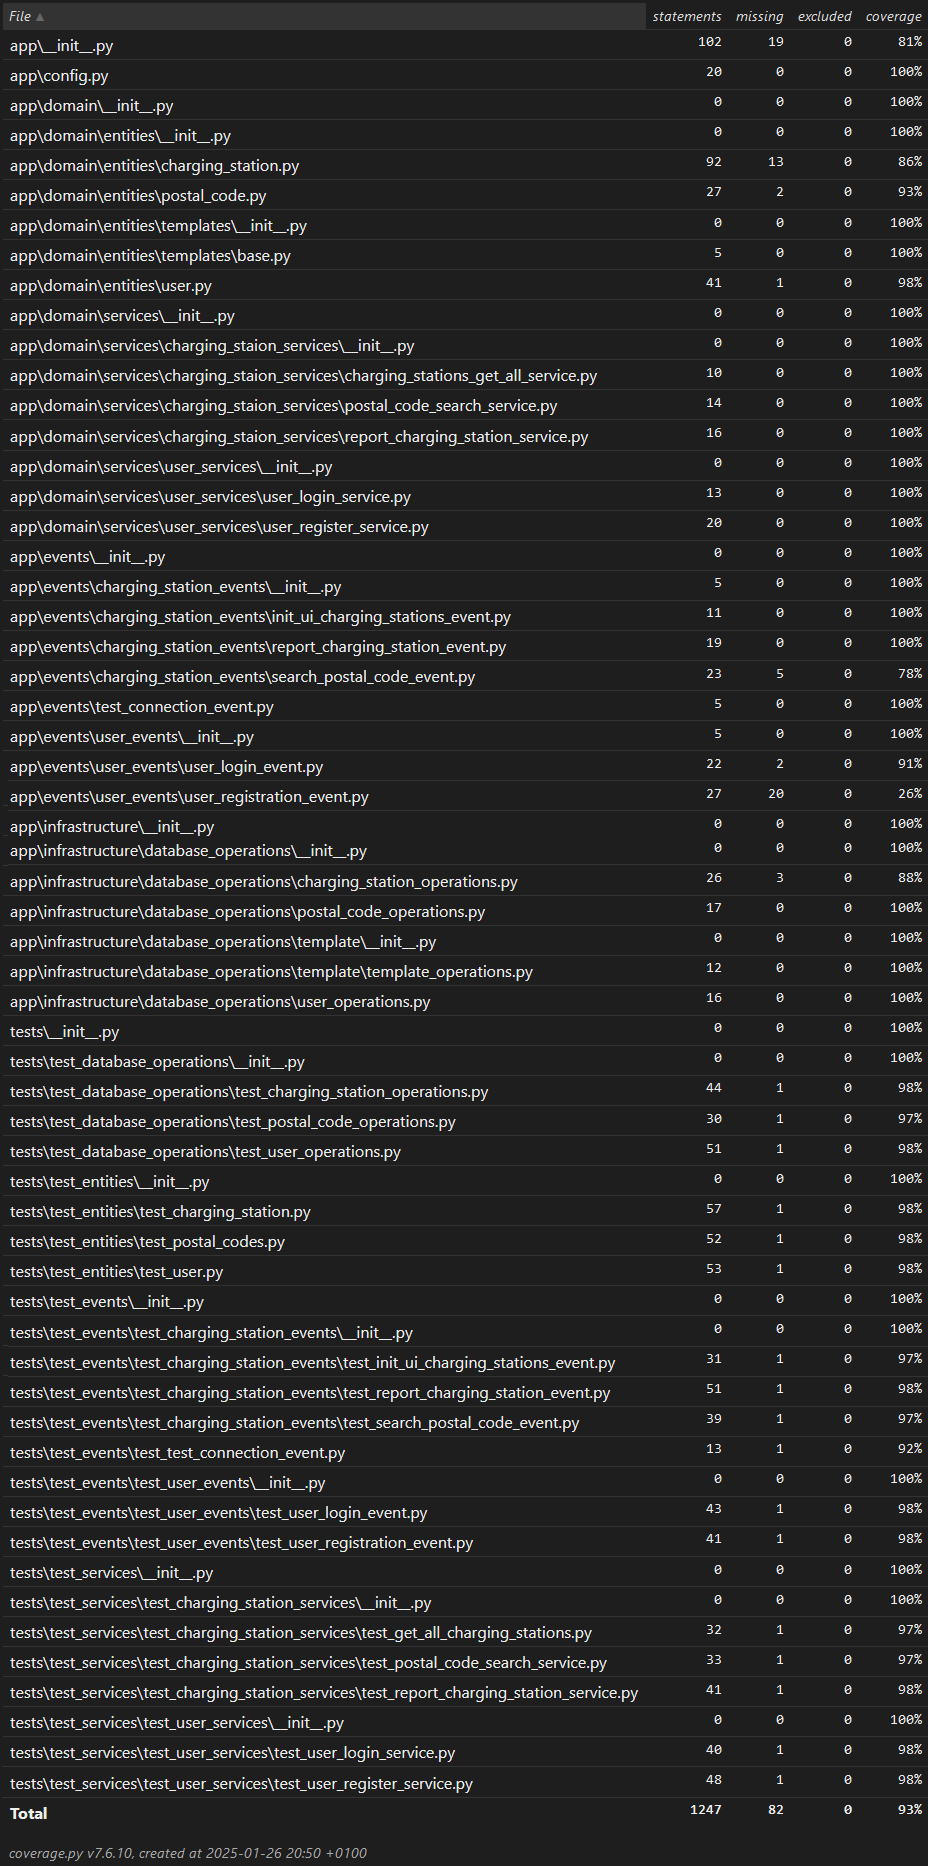 File ▲ statements missing excluded coverage
app\__init__.py 102 19 0 81%
app\config.py 20 0 0 100%
app\domain\__init__.py 0 0 0 100%
app\domain\entities\__init__.py 0 0 0 100%
app\domain\entities\charging_station.py 92 13 0 86%
app\domain\entities\postal_code.py 27 2 0 93%
app\domain\entities\templates\__init__.py 0 0 0 100%
app\domain\entities\templates\base.py 5 0 0 100%
app\domain\entities\user.py 41 1 0 98%
app\domain\services\__init__.py 0 0 0 100%
app\domain\services\charging_staion_services\__init__.py 0 0 0 100%
app\domain\services\charging_staion_services\charging_stations_get_all_service.py 10 0 0 100%
app\domain\services\charging_staion_services\postal_code_search_service.py 14 0 0 100%
app\domain\services\charging_staion_services\report_charging_station_service.py 16 0 0 100%
app\domain\services\user_services\__init__.py 0 0 0 100%
app\domain\services\user_services\user_login_service.py 13 0 0 100%
app\domain\services\user_services\user_register_service.py 20 0 0 100%
app\events\__init__.py 0 0 0 100%
app\events\charging_station_events\__init__.py 5 0 0 100%
app\events\charging_station_events\init_ui_charging_stations_event.py 11 0 0 100%
app\events\charging_station_events\report_charging_station_event.py 19 0 0 100%
app\events\charging_station_events\search_postal_code_event.py 23 5 0 78%
app\events\test_connection_event.py 5 0 0 100%
app\events\user_events\__init__.py 5 0 0 100%
app\events\user_events\user_login_event.py 22 2 0 91%
app\events\user_events\user_registration_event.py 27 20 0 26%
app\infrastructure\__init__.py 0 0 0 100%
app\infrastructure\database_operations\__init__.py 0 0 0 100%
app\infrastructure\database_operations\charging_station_operations.py 26 3 0 88%
app\infrastructure\database_operations\postal_code_operations.py 17 0 0 100%
app\infrastructure\database_operations\template\__init__.py 0 0 0 100%
app\infrastructure\database_operations\template\template_operations.py 12 0 0 100%
app\infrastructure\database_operations\user_operations.py 16 0 0 100%
tests\__init__.py 0 0 0 100%
tests\test_database_operations\__init__.py 0 0 0 100%
tests\test_database_operations\test_charging_station_operations.py 44 1 0 98%
tests\test_database_operations\test_postal_code_operations.py 30 1 0 97%
tests\test_database_operations\test_user_operations.py 51 1 0 98%
tests\test_entities\__init__.py 0 0 0 100%
tests\test_entities\test_charging_station.py 57 1 0 98%
tests\test_entities\test_postal_codes.py 52 1 0 98%
tests\test_entities\test_user.py 53 1 0 98%
tests\test_events\__init__.py 0 0 0 100%
tests\test_events\test_charging_station_events\__init__.py 0 0 0 100%
tests\test_events\test_charging_station_events\test_init_ui_charging_stations_event.py 31 1 0 97%
tests\test_events\test_charging_station_events\test_report_charging_station_event.py 51 1 0 98%
tests\test_events\test_charging_station_events\test_search_postal_code_event.py 39 1 0 97%
tests\test_events\test_test_connection_event.py 13 1 0 92%
tests\test_events\test_user_events\__init__.py 0 0 0 100%
tests\test_events\test_user_events\test_user_login_event.py 43 1 0 98%
tests\test_events\test_user_events\test_user_registration_event.py 41 1 0 98%
tests\test_services\__init__.py 0 0 0 100%
tests\test_services\test_charging_station_services\__init__.py 0 0 0 100%
tests\test_services\test_charging_station_services\test_get_all_charging_stations.py 32 1 0 97%
tests\test_services\test_charging_station_services\test_postal_code_search_service.py 33 1 0 97%
tests\test_services\test_charging_station_services\test_report_charging_station_service.py 41 1 0 98%
tests\test_services\test_user_services\__init__.py 0 0 0 100%
tests\test_services\test_user_services\test_user_login_service.py 40 1 0 98%
tests\test_services\test_user_services\test_user_register_service.py 48 1 0 98%
Total 1247 82 0 93%
coverage.py v7.6.10, created at 2025-01-26 20:50 +0100